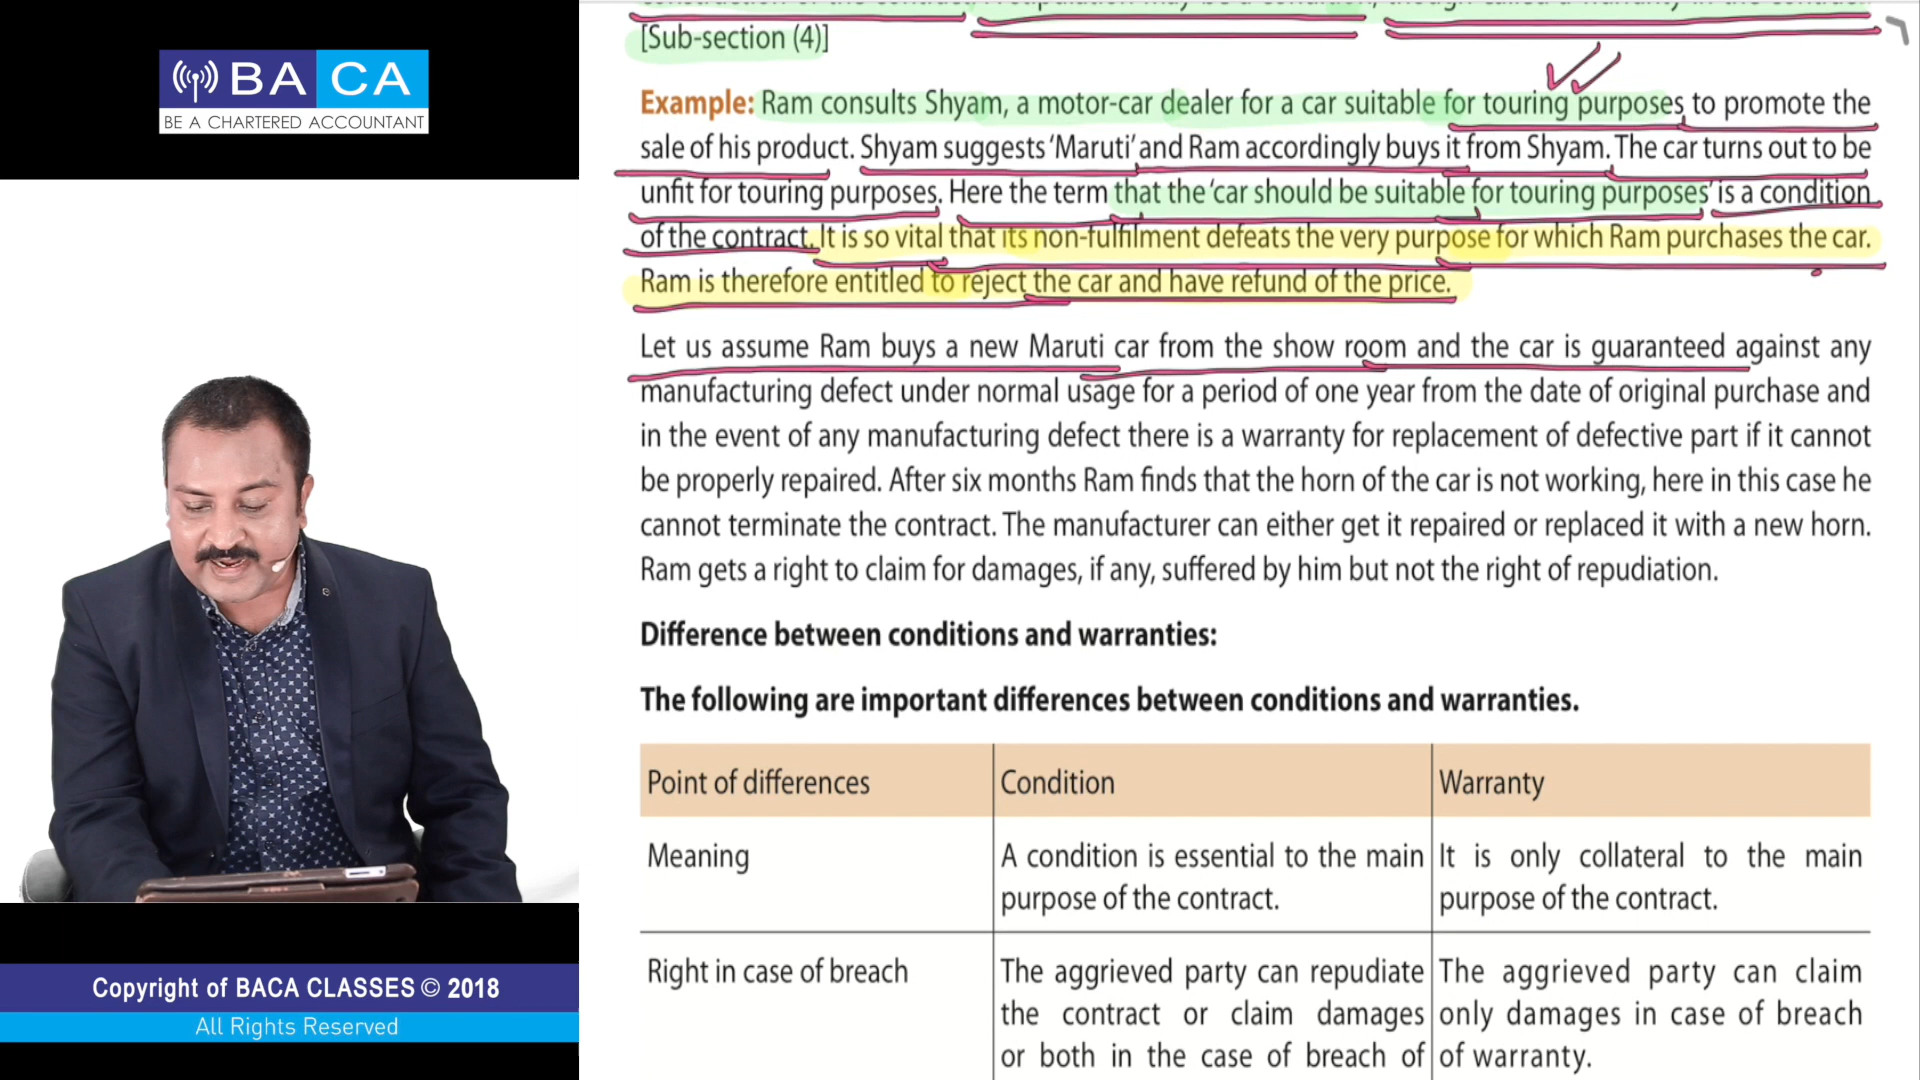 BA CA
BE A CHARTERED ACCOUNTANT
[Sub-section (4)]
Example: Ram consults Shyam, a motor-car dealer for a car suitable for touring purposes to promote the
sale of his product. Shyam suggests ‘Maruti’ and Ram accordingly buys it from Shyam. The car turns out to be
unfit for touring purposes. Here the term that the ‘car should be suitable for touring purposes’ is a condition
of the contract. It is so vital that its non-fulfilment defeats the very purpose for which Ram purchases the car.
Ram is therefore entitled to reject the car and have refund of the price.
Let us assume Ram buys a new Maruti car from the show room and the car is guaranteed against any
manufacturing defect under normal usage for a period of one year from the date of original purchase and
in the event of any manufacturing defect there is a warranty for replacement of defective part if it cannot
be properly repaired. After six months Ram finds that the horn of the car is not working, here in this case he
cannot terminate the contract. The manufacturer can either get it repaired or replaced it with a new horn.
Ram gets a right to claim for damages, if any, suffered by him but not the right of repudiation.
Difference between conditions and warranties:
The following are important differences between conditions and warranties.
Point of differences Condition Warranty
Meaning A condition is essential to the main It is only collateral to the main
purpose of the contract. purpose of the contract.
Right in case of breach The aggrieved party can repudiate The aggrieved party can claim
the contract or claim damages only damages in case of breach
or both in the case of breach of of warranty.
Copyright of BACA CLASSES © 2018
All Rights Reserved